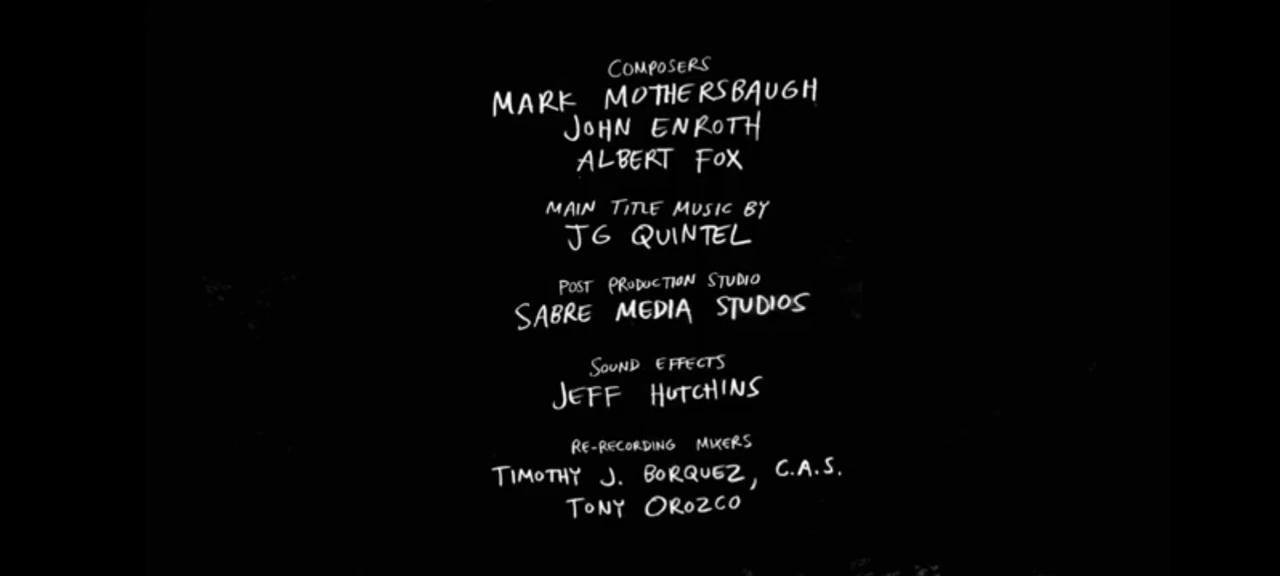 COMPOSERS
MARK MOTHERSBAUGH
JOHN ENROTH
ALBERT FOX
MAIN TITLE MUSIC BY
JG QUINTEL
POST PRODUCTION STUDIO
SABRE MEDIA STUDIOS
SOUND EFFECTS
JEFF HUTCHINS
RE-RECORDING MIXERS
TIMOTHY J. BORQUEZ, C.A.S.
TONY OROZCO